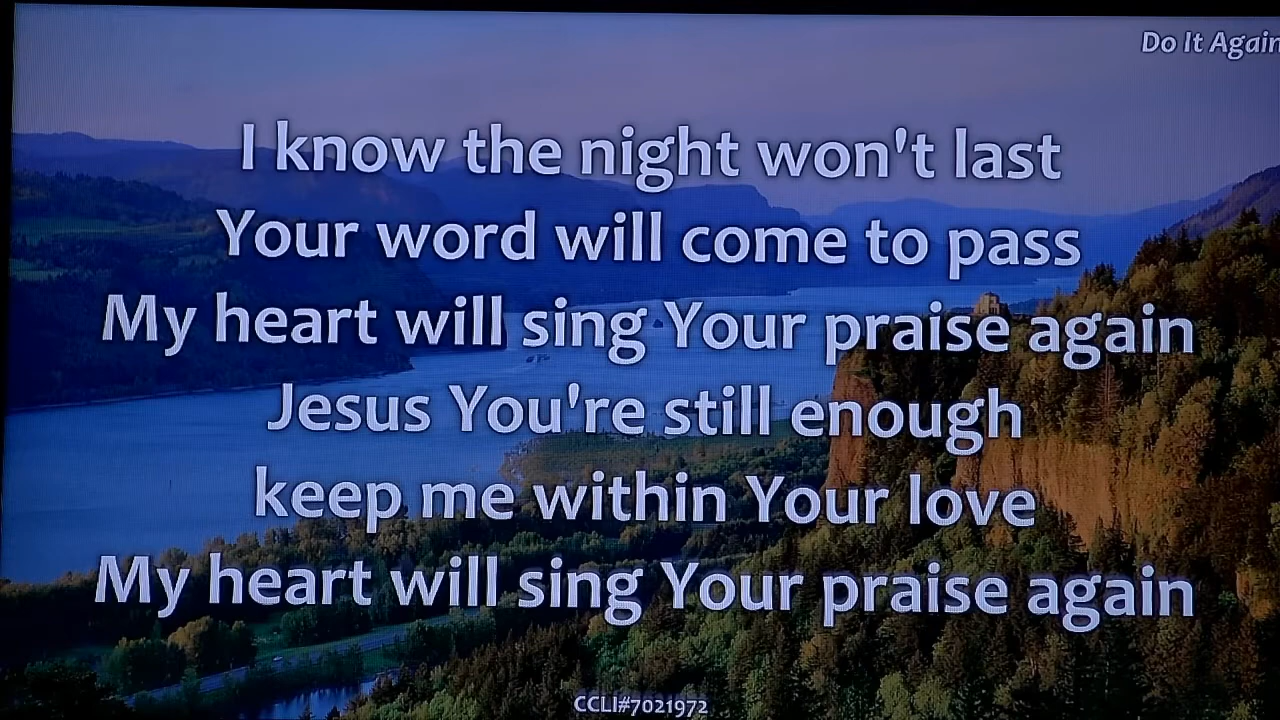 Do It Again
I know the night won't last
Your word will come to pass
My heart will sing Your praise again
Jesus You're still enough
keep me within Your love
My heart will sing Your praise again
CCLI#7021972